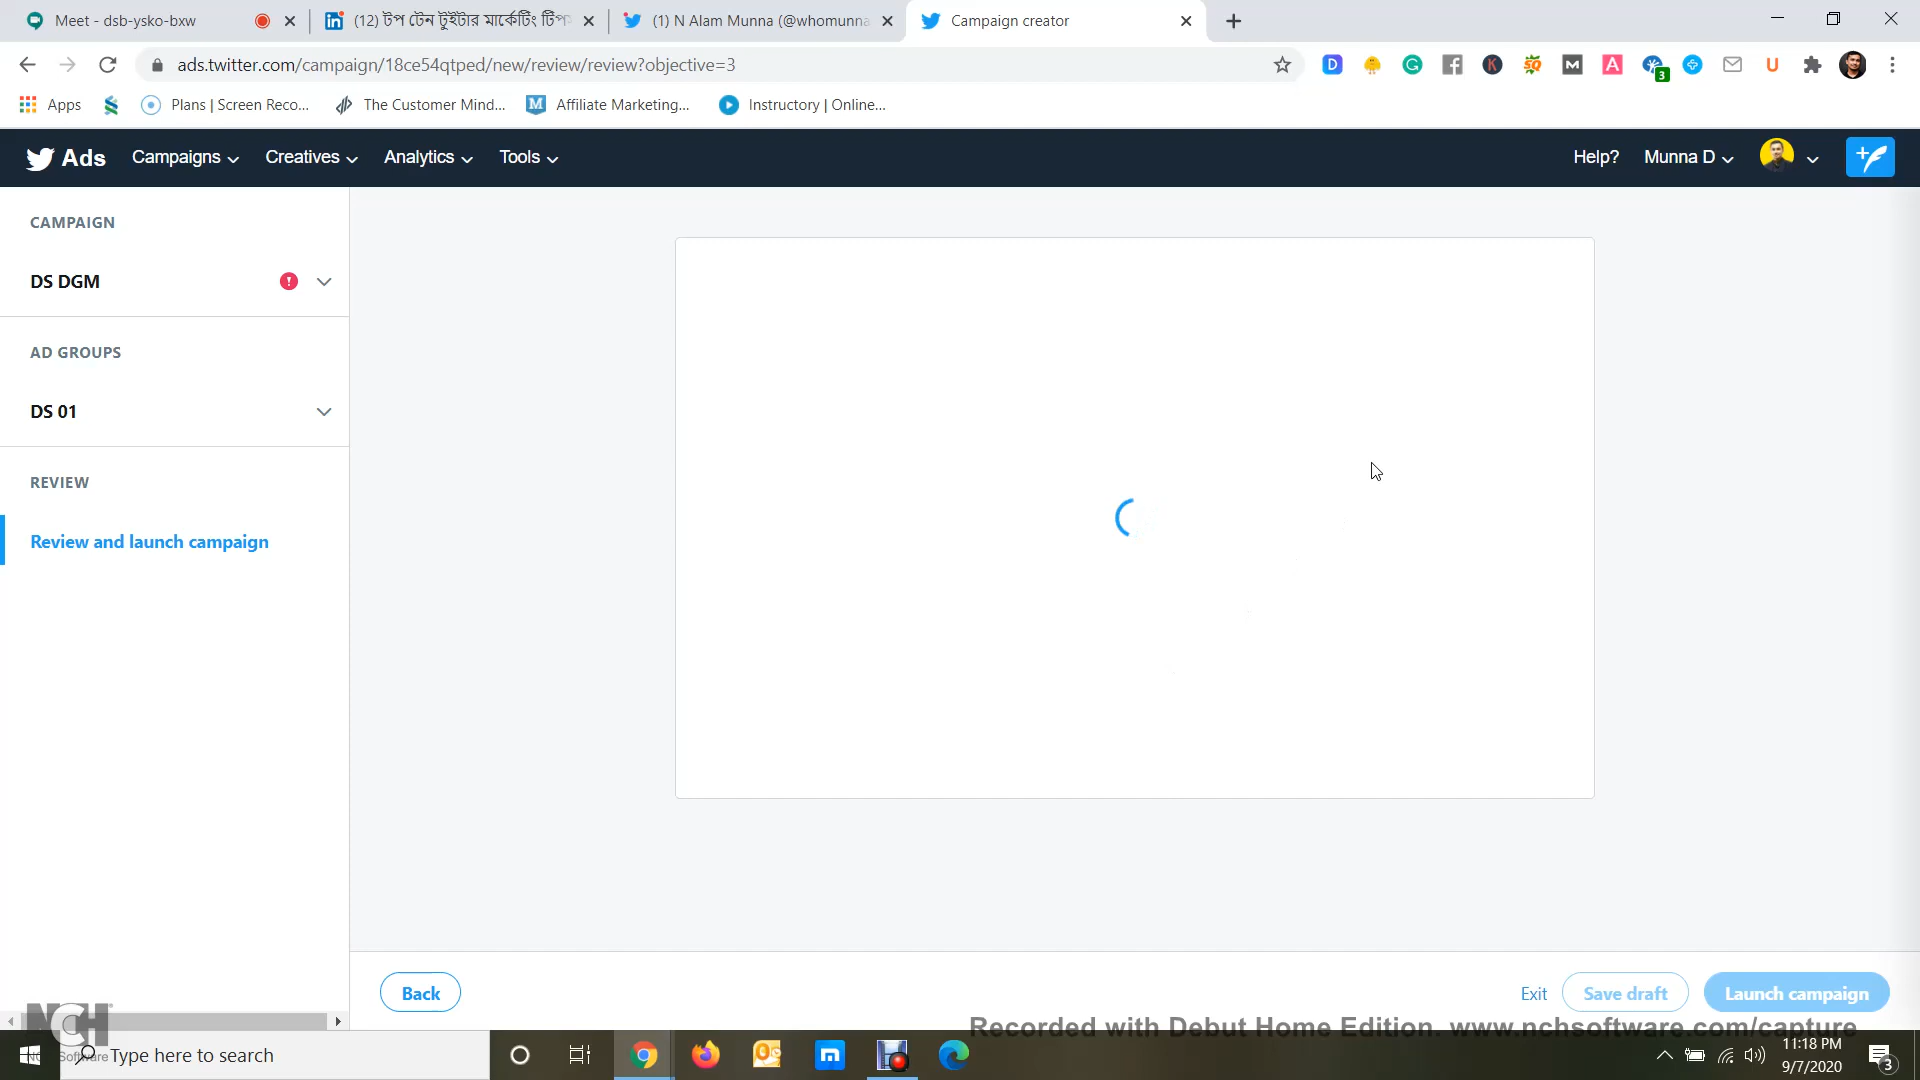 Meet - dsb-ysko-bxw
(12) টপ টেন টুইটার মার্কেটিং টিপস
(1) N Alam Munna (@whomunna
Campaign creator
ads.twitter.com/campaign/18ce54qtped/new/review/review?objective=3
3
Apps
Plans | Screen Reco...
The Customer Mind...
Affiliate Marketing...
Instructory | Online...
Ads
Campaigns
Creatives
Analytics
Tools
Help?
Munna D
CAMPAIGN
DS DGM
AD GROUPS
DS 01
REVIEW
Review and launch campaign
Back
Exit
Save draft
Launch campaign
NCH
Software
Recorded with Debut Home Edition. www.nchsoftware.com/capture
Type here to search
11:18 PM
9/7/2020
3